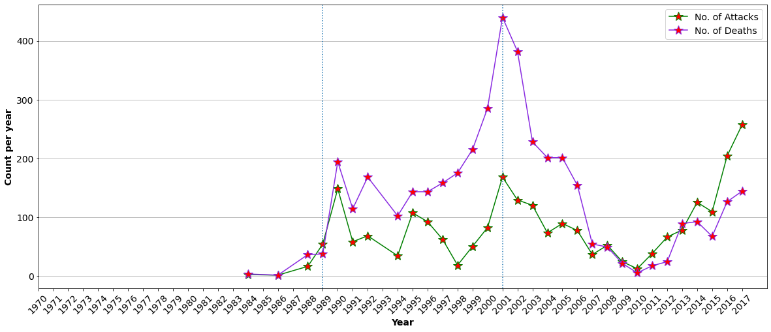 No. of Attacks
No. of Deaths
400
300
200
100
0
Count per year
1970 1971 1972 1973 1974 1975 1976 1977 1978 1979 1980 1981 1982 1983 1984 1985 1986 1987 1988 1989 1990 1991 1992 1993 1994 1995 1996 1997 1998 1999 2000 2001 2002 2003 2004 2005 2006 2007 2008 2009 2010 2011 2012 2013 2014 2015 2016 2017
Year